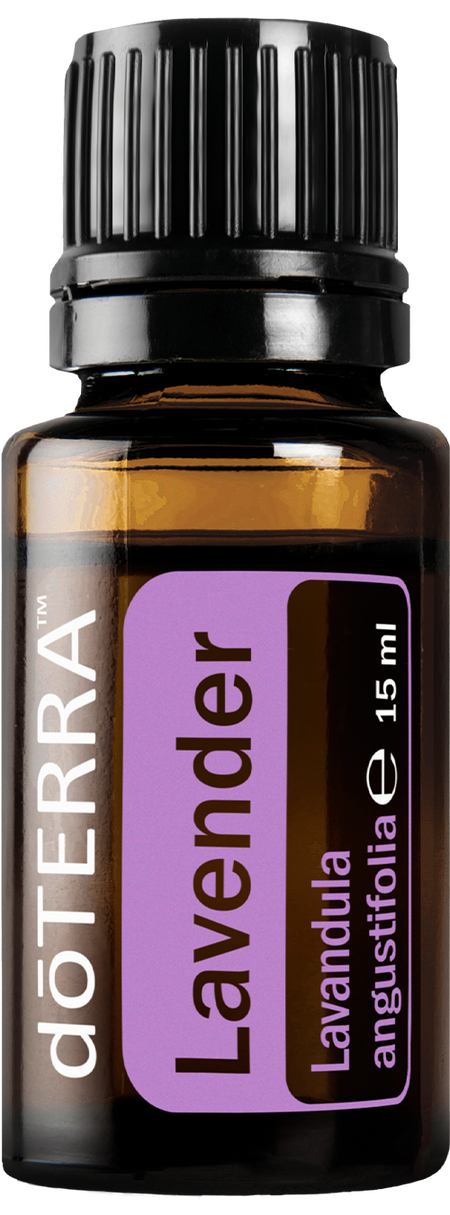 dōTERRA™
Lavender
Lavandula
angustifolia ℮ 15 ml